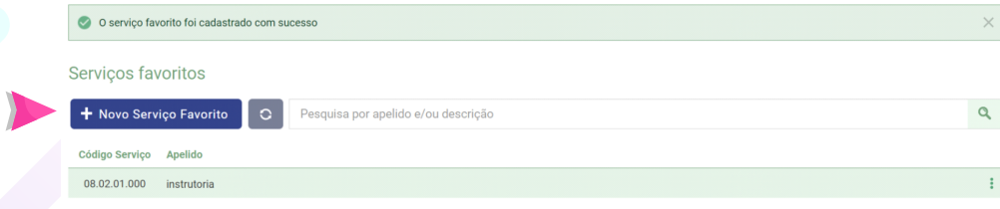 O serviço favorito foi cadastrado com sucesso
Serviços favoritos
Novo Serviço Favorito
Pesquisa por apelido e/ou descrição
Código Serviço Apelido
08.02.01.000 instrutoria